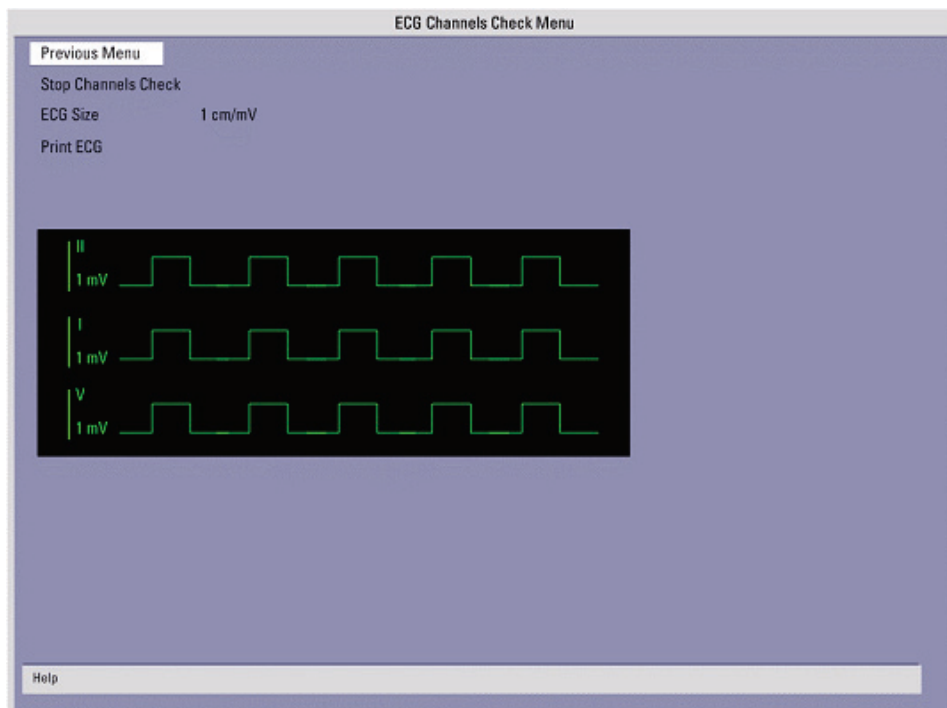 ECG Channels Check Menu
Previous Menu
Stop Channels Check
ECG Size 1 cm/mV
Print ECG
II
1 mV
I
1 mV
V
1 mV
Help